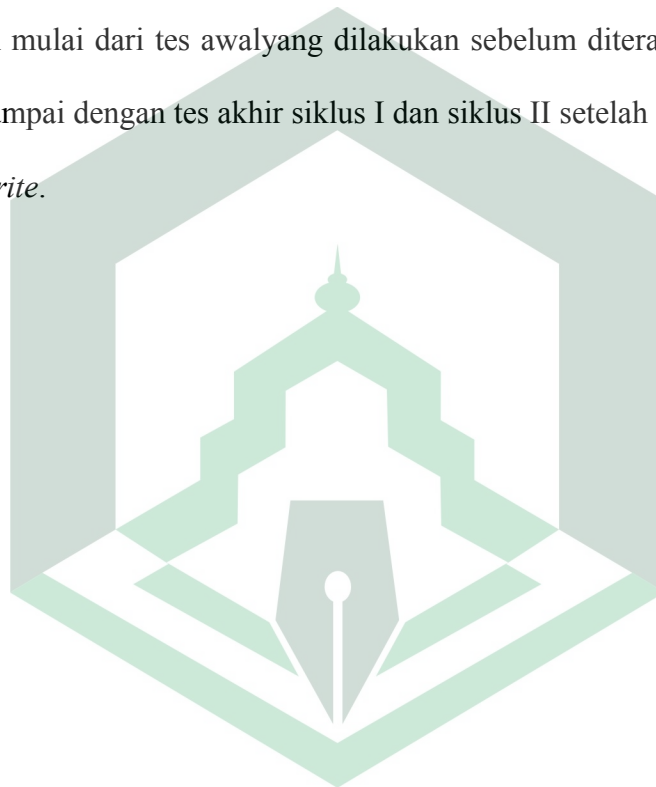 mulai dari tes awalyang dilakukan sebelum ditera
mpai dengan tes akhir siklus I dan siklus II setelah
rite.